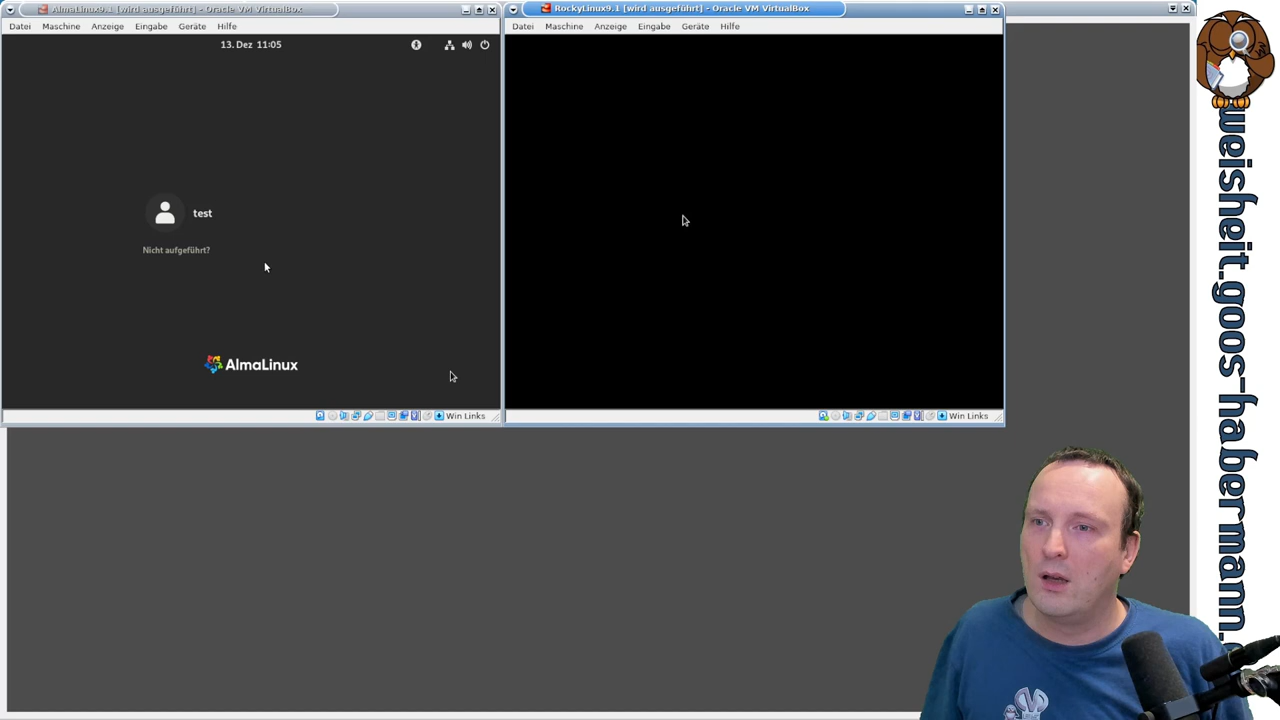 AlmaLinux9.1 [wird ausgeführt] - Oracle VM VirtualBox
Datei Maschine Anzeige Eingabe Geräte Hilfe
13. Dez 11:05
test
Nicht aufgeführt?
AlmaLinux
Win Links
RockyLinux9.1 [wird ausgeführt] - Oracle VM VirtualBox
Datei Maschine Anzeige Eingabe Geräte Hilfe
Win Links
weisheit.goos-habermann.